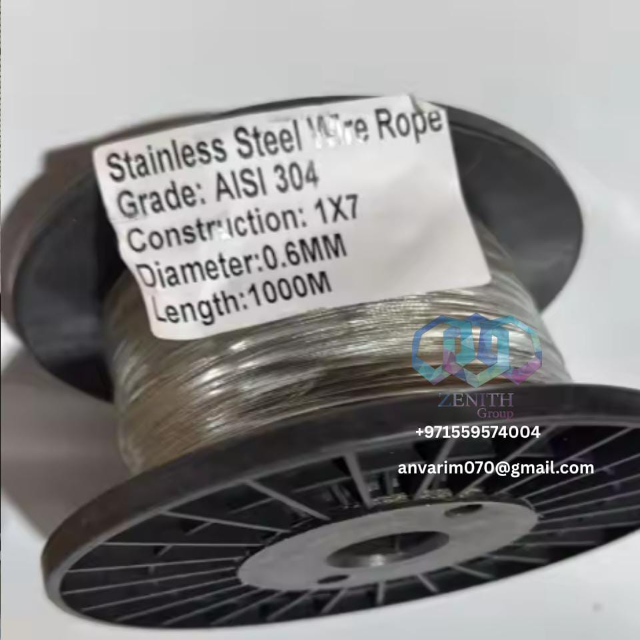 Stainless Steel Wire Rope
Grade: AISI 304
Construction: 1X7
Diameter:0.6MM
Length:1000M
ZENITH
Group
+971559574004
anvarim070@gmail.com